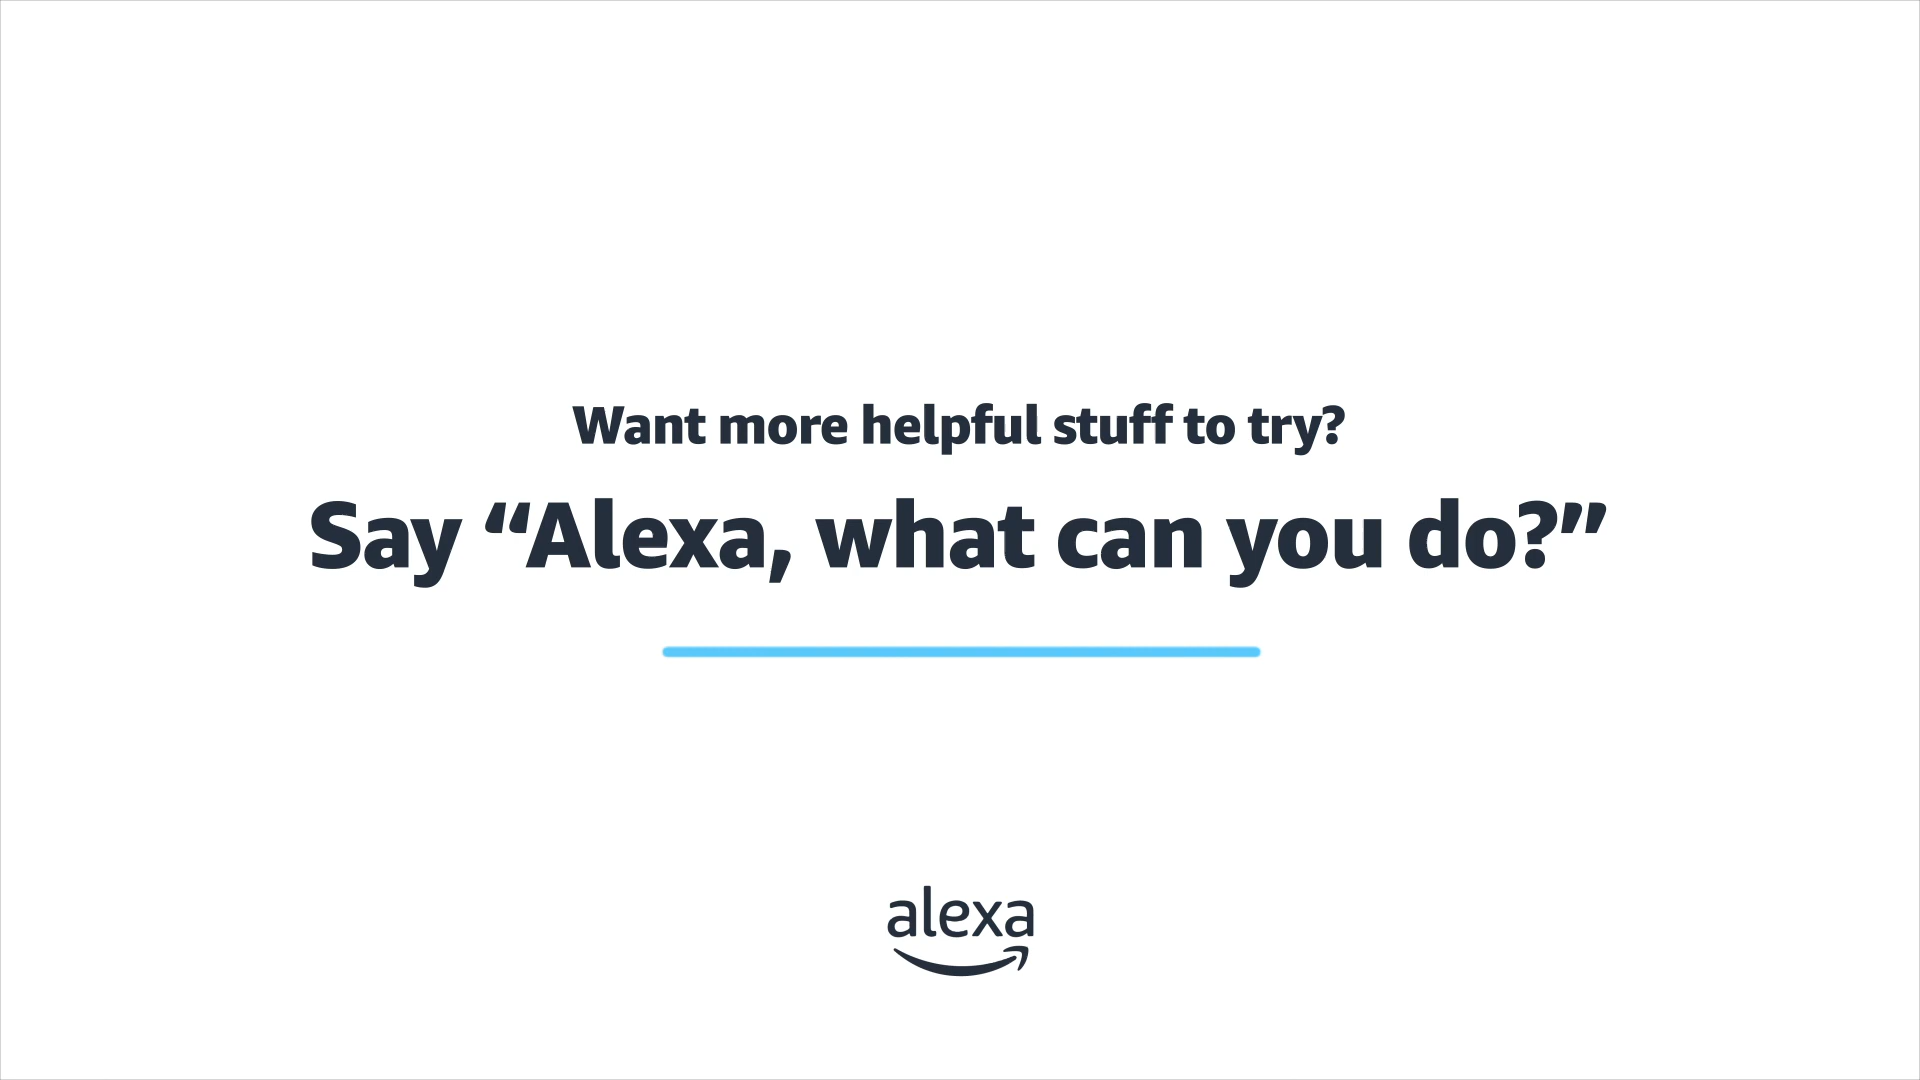 Want more helpful stuff to try?
Say “Alexa, what can you do?”
alexa